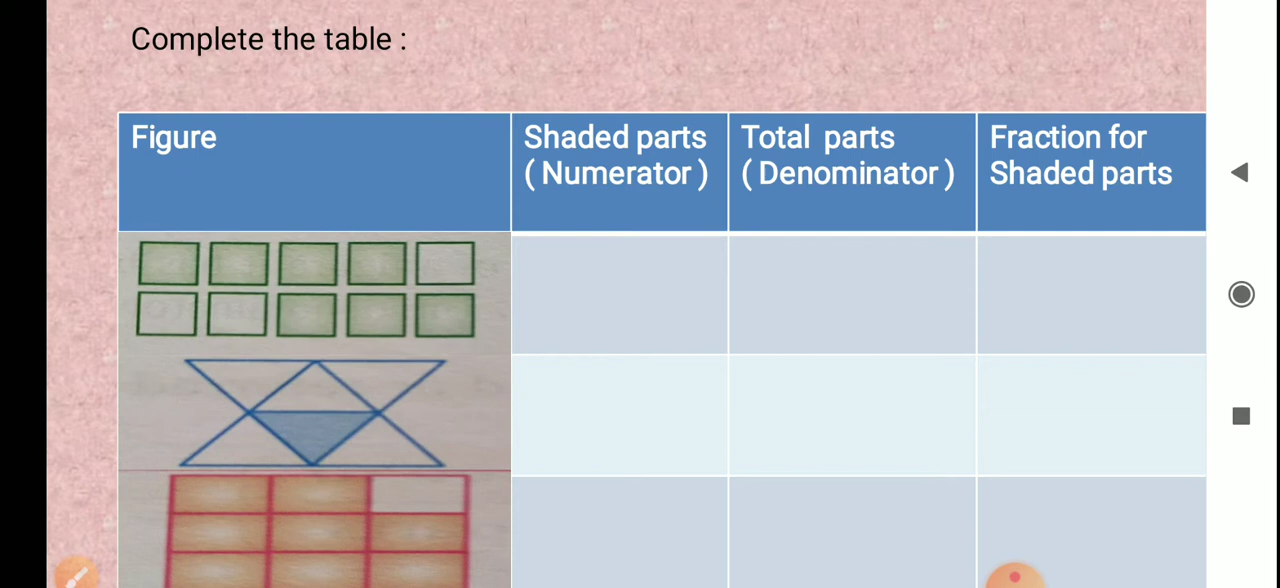 Complete the table :
Figure
Shaded parts
( Numerator )
Total parts
( Denominator )
Fraction for
Shaded parts